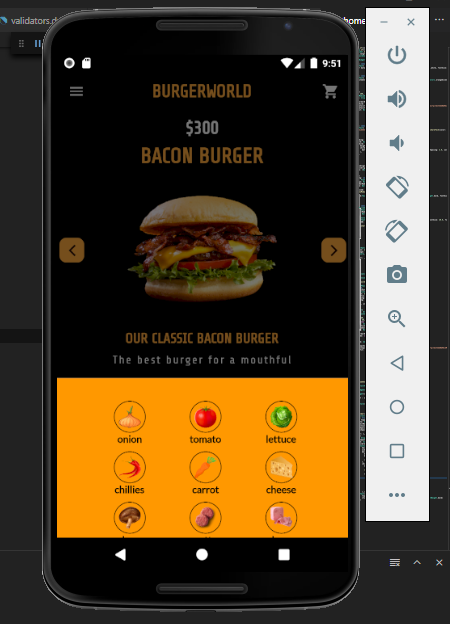 validators.d
home
9:51
BURGERWORLD
$300
BACON BURGER
OUR CLASSIC BACON BURGER
The best burger for a mouthful
onion tomato lettuce
chillies carrot cheese